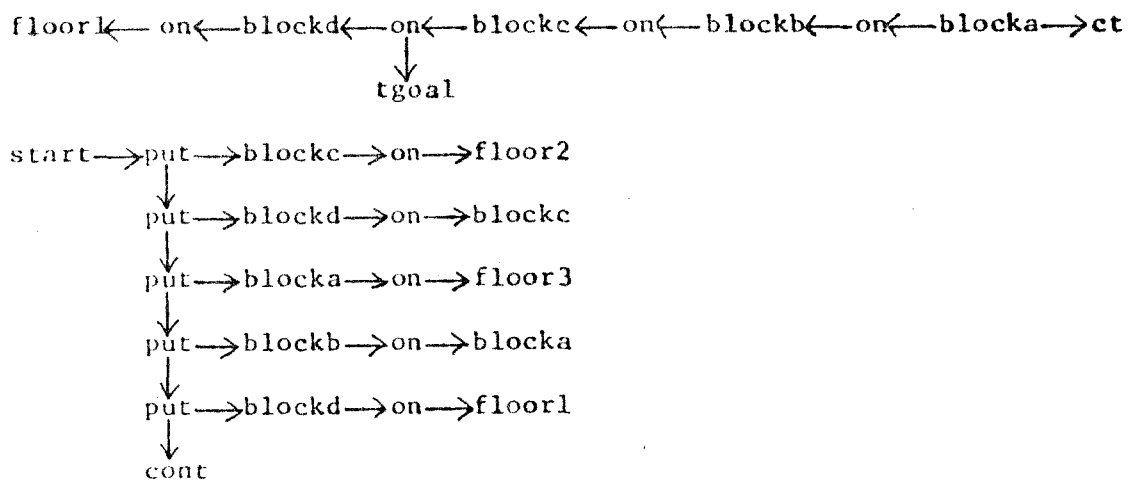 floor1← on←blockd←on← blockc←on←blockb←on← blocka→ct
tgoal
start→put→blockc→on→floor2
put→blockd→on→blockc
put→blocka→on→floor3
put→blockb→on→blocka
put→blockd→on→floor1
cont